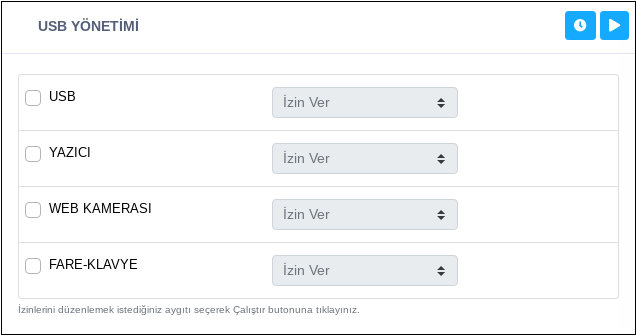 USB YÖNETİMİ
USB
İzin Ver
YAZICI
İzin Ver
WEB KAMERASI
İzin Ver
FARE-KLAVYE
İzin Ver
İzinlerini düzenlemek istediğiniz aygıtı seçerek Çalıştır butonuna tıklayınız.